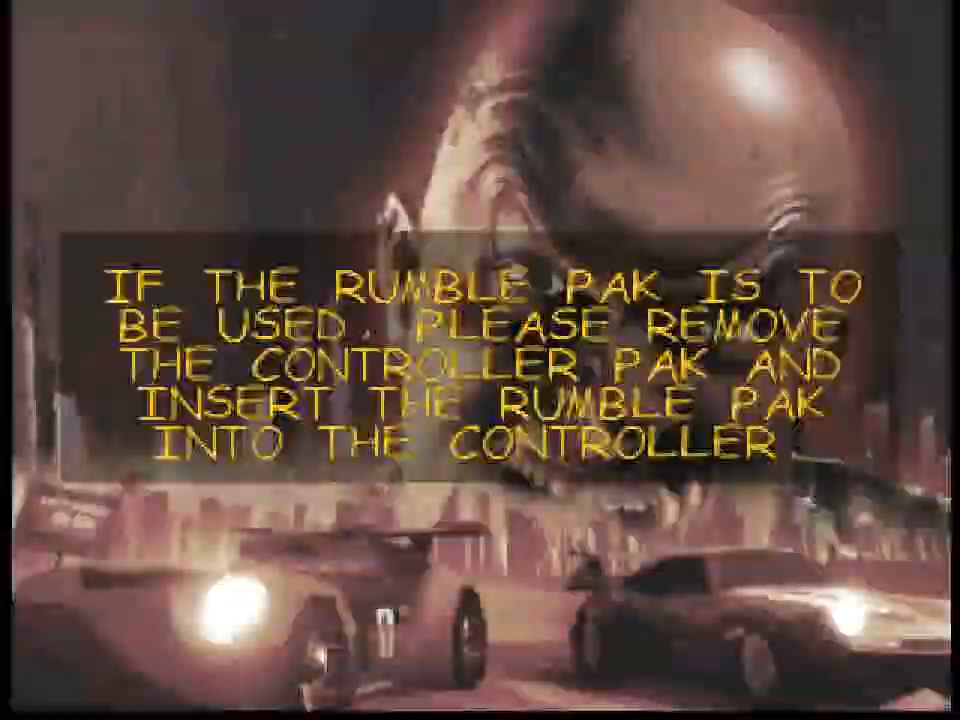 IF THE RUMBLE PAK IS TO
BE USED, PLEASE REMOVE
THE CONTROLLER PAK AND
INSERT THE RUMBLE PAK
INTO THE CONTROLLER